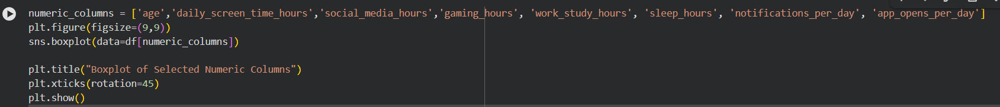 numeric_columns = ['age','daily_screen_time_hours','social_media_hours','gaming_hours', 'work_study_hours', 'sleep_hours', 'notifications_per_day', 'app_opens_per_day']
plt.figure(figsize=(9,9))
sns.boxplot(data=df[numeric_columns])

plt.title("Boxplot of Selected Numeric Columns")
plt.xticks(rotation=45)
plt.show()